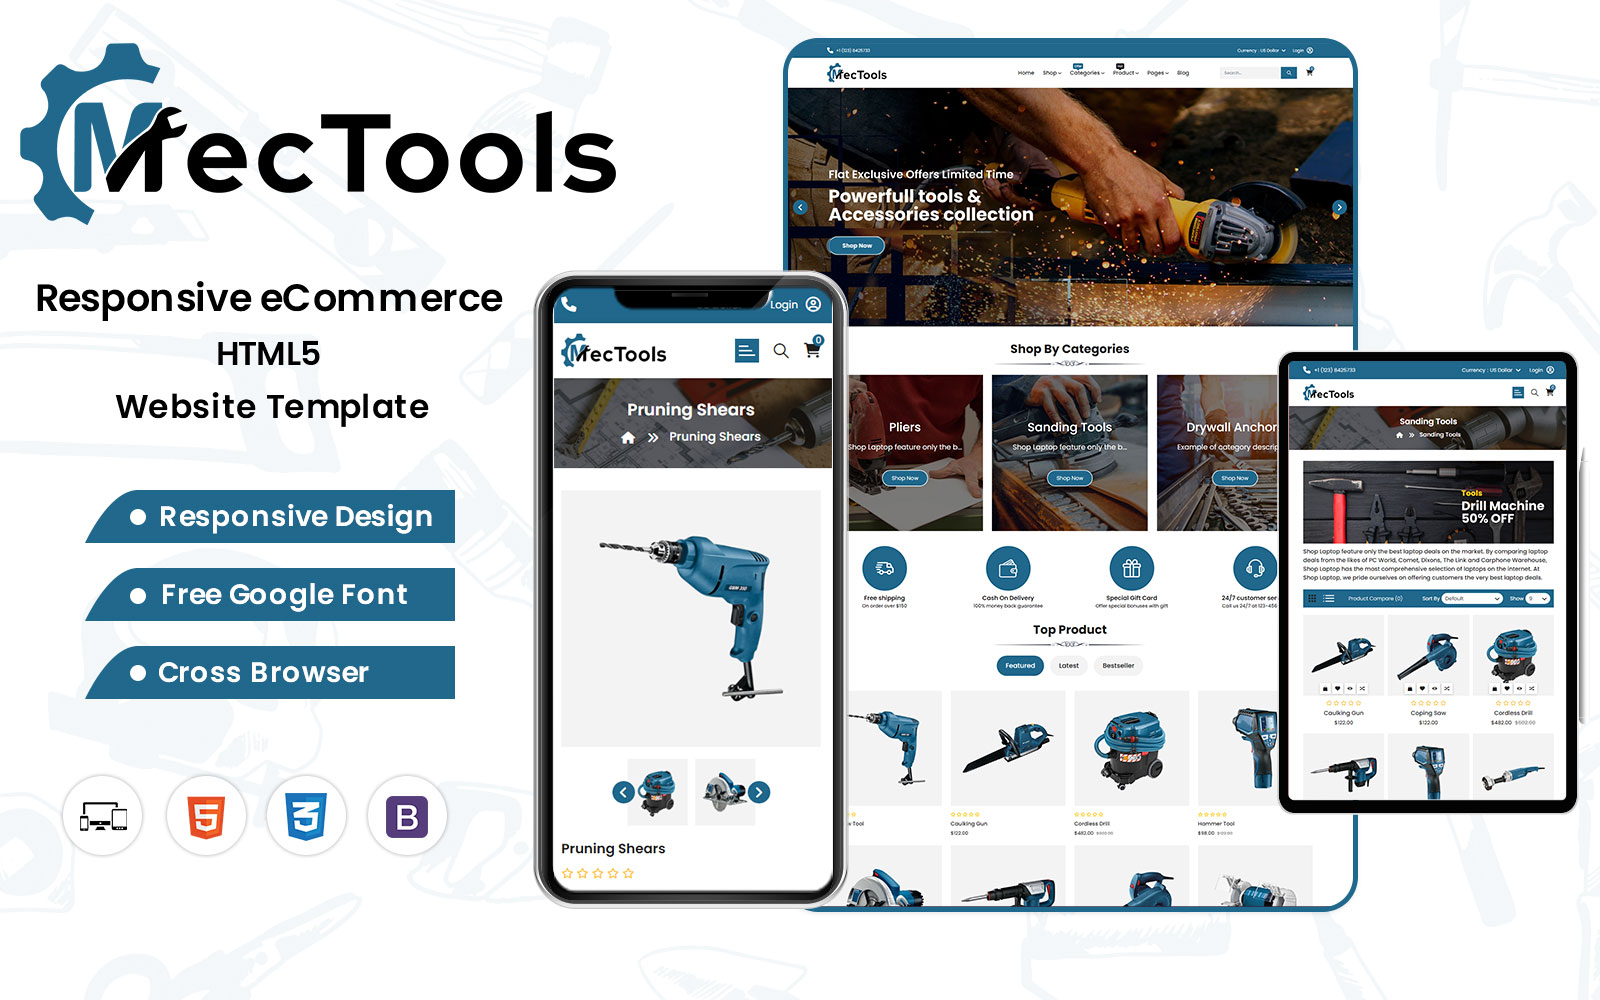 MecTools
Responsive eCommerce
HTML5
Website Template
Responsive Design
Free Google Font
Cross Browser
5
3
B
Login
MecTools
0
Pruning Shears
Pruning Shears
GBM 350
Pruning Shears
+1 (123) 8425733
Currency : US Dollar
Login
MecTools
Home
Shop
Categories
Product
Pages
Blog
Search...
Flat Exclusive Offers Limited Time
Powerfull tools &
Accessories collection
Shop Now
Shop By Categories
Pliers
Shop Laptop feature only the b...
Shop Now
Sanding Tools
Shop Laptop feature only the b...
Shop Now
Drywall Anchor
Example of category descrip
Shop Now
Free shipping
On order over $150
Cash On Delivery
100% money back guarantee
Special Gift Card
Offer special bonuses with gift
24/7 customer ser
Call us 24/7 at 123-456
Top Product
Featured
Latest
Bestseller
w Tool
Caulking Gun
$122.00
Cordless Drill
$482.00
Hammer Tool
$98.00
+1 (123) 8425733
Currency : US Dollar
Login
MecTools
Sanding Tools
Sanding Tools
Tools
Drill Machine
50% OFF
Shop Laptop feature only the best laptop deals on the market. By comparing laptop
deals from the likes of PC World, Comet, Dixons, The Link and Carphone Warehouse,
Shop Laptop has the most comprehensive selection of laptops on the internet. At
Shop Laptop, we pride ourselves on offering customers the very best laptop deals.
Product Compare (0)
Sort By
Default
Show
5
Caulking Gun
$122.00
Coping Saw
$122.00
Cordless Drill
$482.00 $602.00